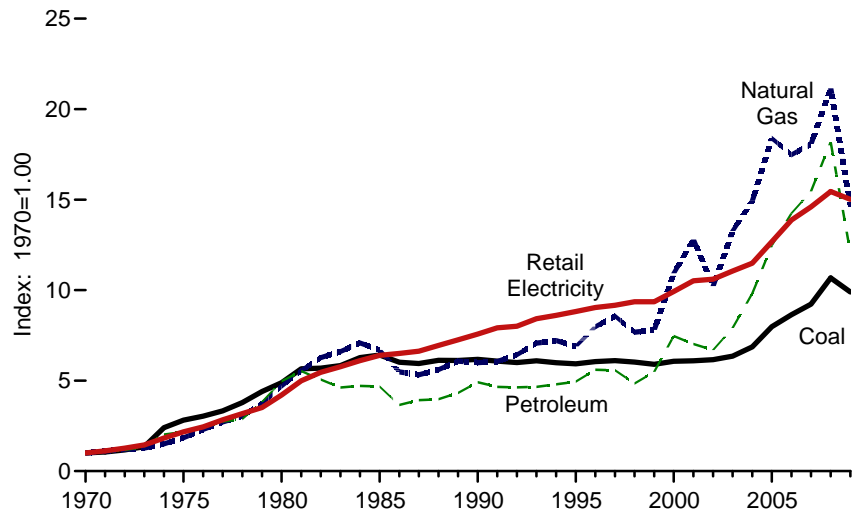 25
20
15
10
5
0
Index: 1970=1.00
Natural
Gas
Retail
Electricity
Coal
Petroleum
1970
1975
1980
1985
1990
1995
2000
2005